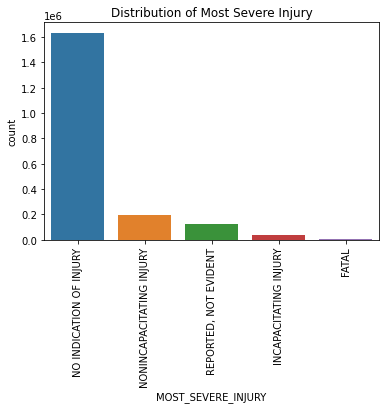 Distribution of Most Severe Injury
1e6
1.6
1.4
1.2
1.0
0.8
0.6
0.4
0.2
0.0
count
NO INDICATION OF INJURY
NONINCAPACITATING INJURY
REPORTED, NOT EVIDENT
INCAPACITATING INJURY
FATAL
MOST_SEVERE_INJURY